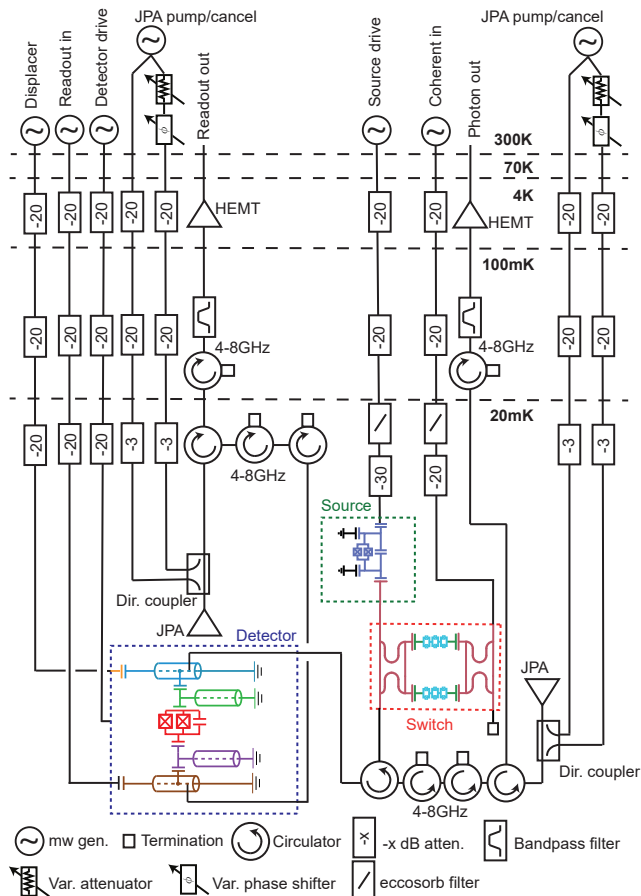 JPA pump/cancel
JPA pump/cancel
Displacer
Readout in
Detector drive
Readout out
Source drive
Coherent in
Photon out
ϕ
ϕ
300K
70K
4K
HEMT
HEMT
-20
-20
-20
-20
-20
-20
-20
-20
-20
100mK
-20
-20
-20
-20
-20
-20
-20
-20
-20
4-8GHz
4-8GHz
20mK
-20
-20
-20
-3
-3
4-8GHz
-30
-20
-3
-3
Source
Dir. coupler
JPA
Detector
JPA
Switch
Dir. coupler
4-8GHz
mw gen.
Termination
Circulator
-x
-x dB atten.
Bandpass filter
Var. attenuator
ϕ
Var. phase shifter
eccosorb filter